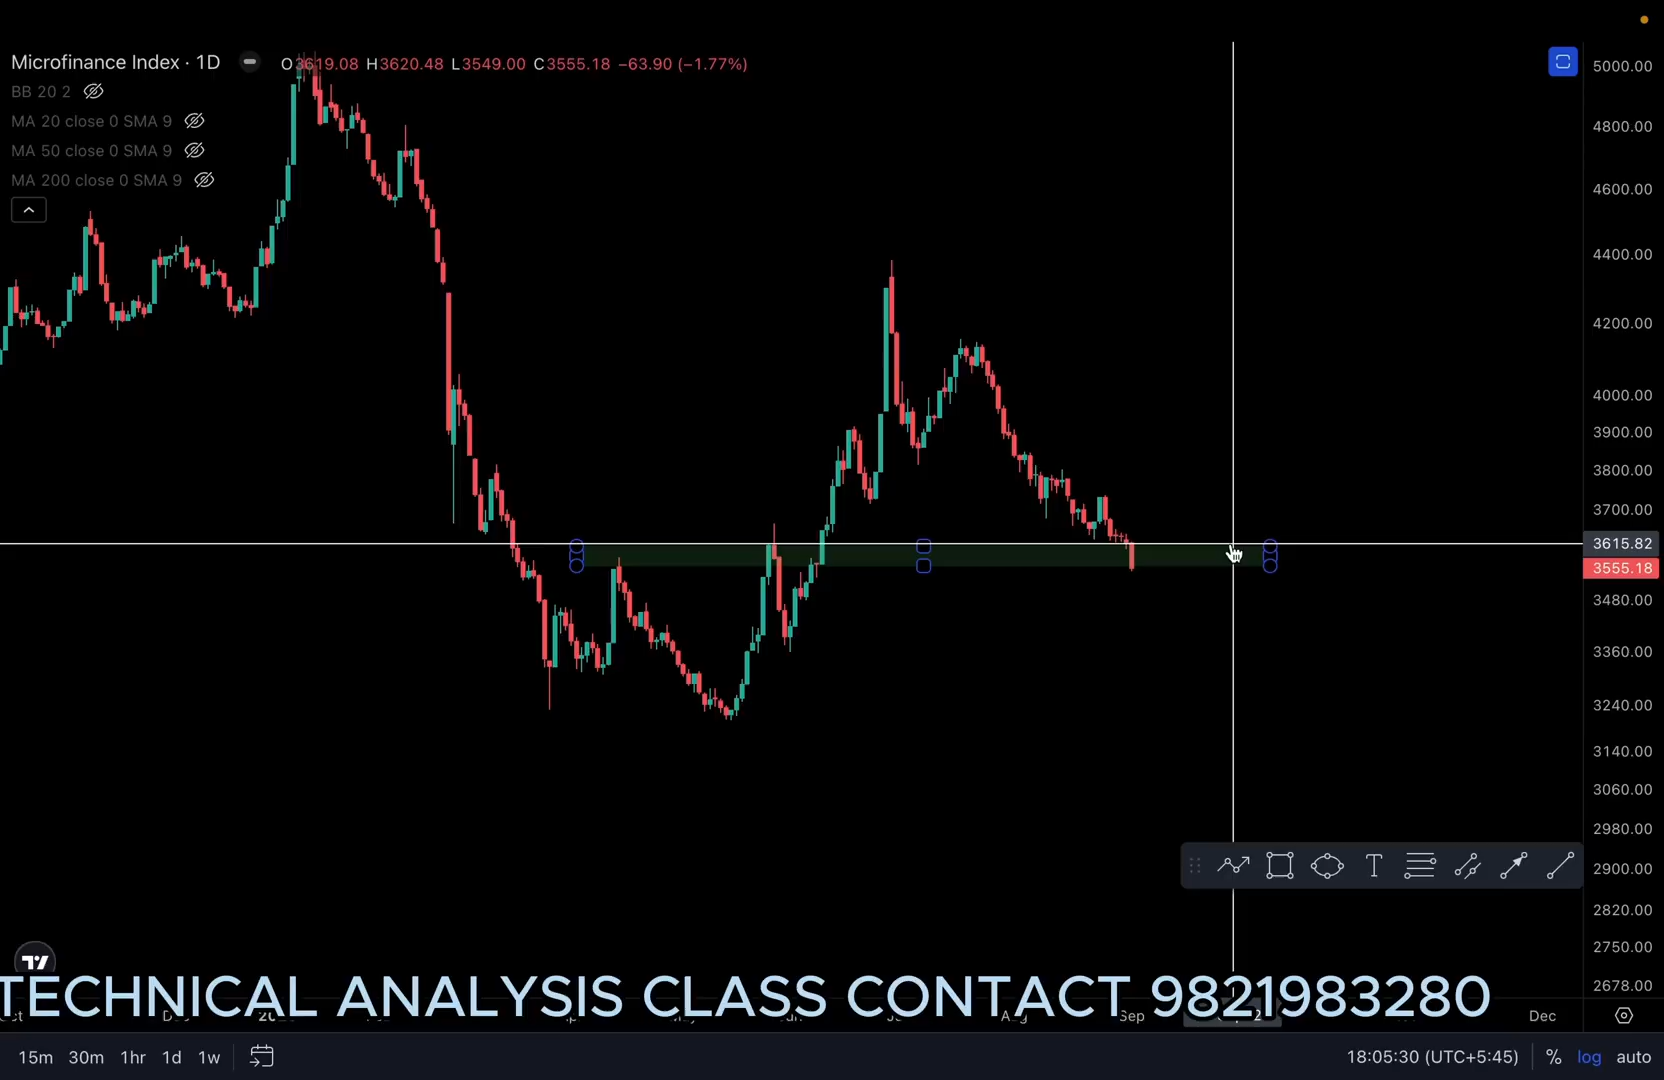 Microfinance Index · 1D O3619.08 H3620.48 L3549.00 C3555.18 −63.90 (−1.77%)
BB 20 2
MA 20 close 0 SMA 9
MA 50 close 0 SMA 9
MA 200 close 0 SMA 9
5000.00
4800.00
4600.00
4400.00
4200.00
4000.00
3900.00
3800.00
3700.00
3615.82
3555.18
3480.00
3360.00
3240.00
3140.00
3060.00
2980.00
2900.00
2820.00
2750.00
2678.00
TECHNICAL ANALYSIS CLASS CONTACT 9821983280
Aug Sep Dec
15m 30m 1hr 1d 1w 18:05:30 (UTC+5:45) % log auto